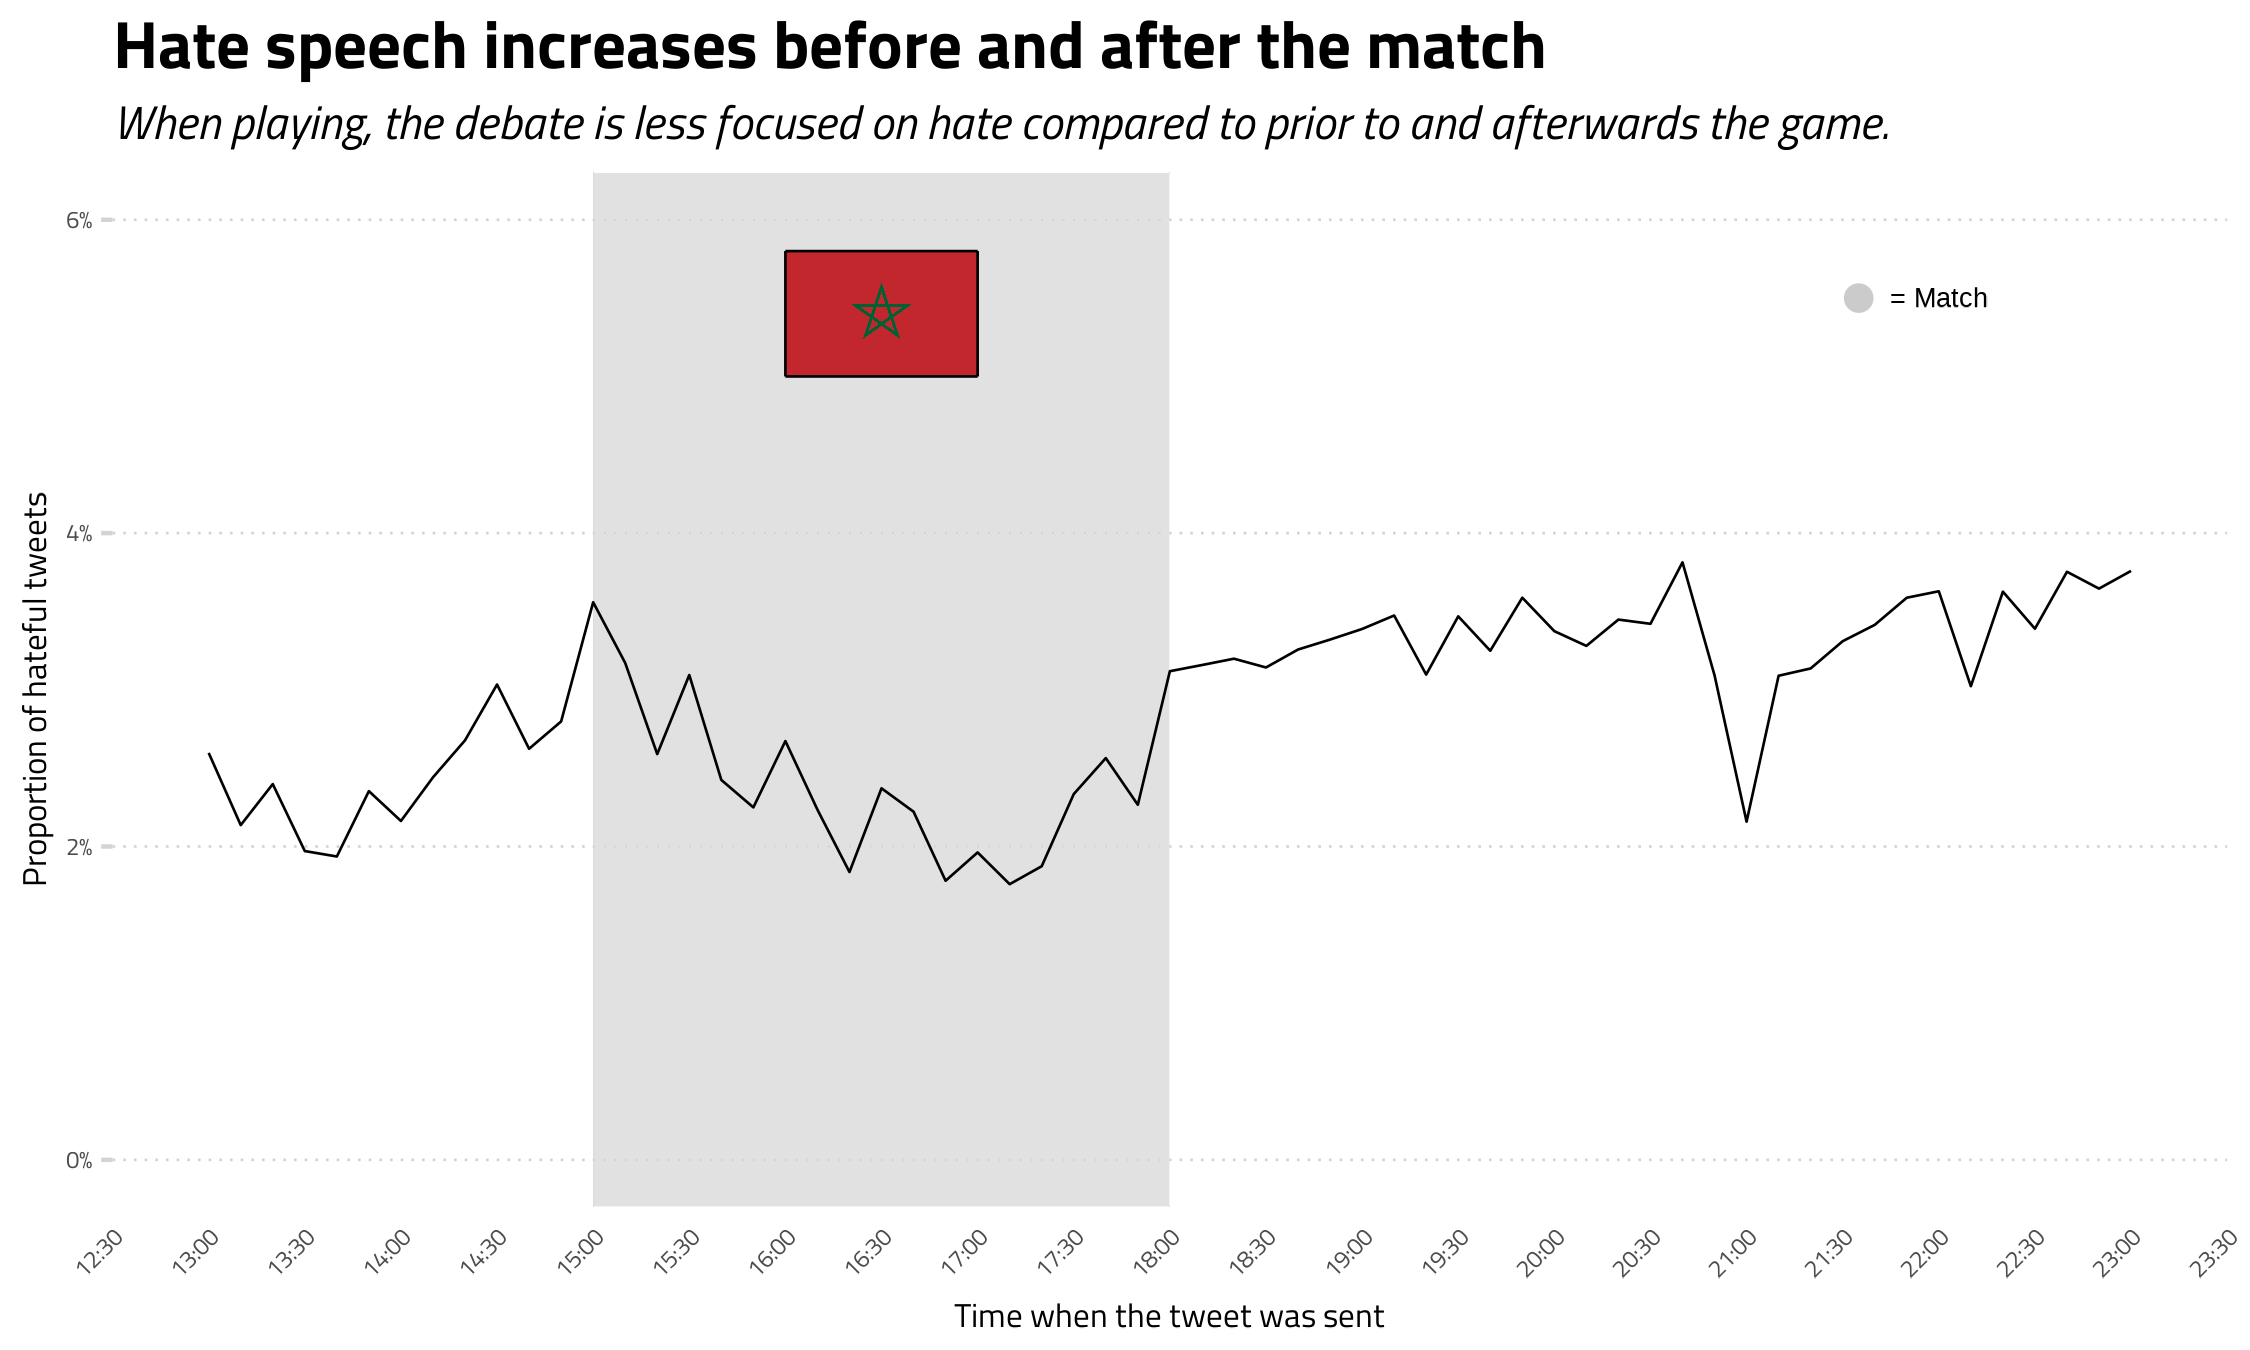 Hate speech increases before and after the match
When playing, the debate is less focused on hate compared to prior to and afterwards the game.
6%
= Match
4%
Proportion of hateful tweets
2%
0%
12:30 13:00 13:30 14:00 14:30 15:00 15:30 16:00 16:30 17:00 17:30 18:00 18:30 19:00 19:30 20:00 20:30 21:00 21:30 22:00 22:30 23:00 23:30
Time when the tweet was sent